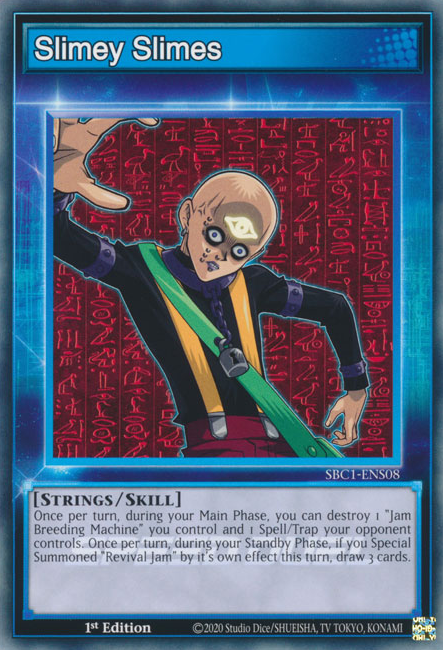 Slimey Slimes
SBC1-ENS08
[STRINGS/SKILL]
Once per turn, during your Main Phase, you can destroy 1 "Jam
Breeding Machine" you control and 1 Spell/Trap your opponent
controls. Once per turn, during your Standby Phase, if you Special
Summoned "Revival Jam" by it's own effect this turn, draw 3 cards.
1st Edition
©2020 Studio Dice/SHUEISHA, TV TOKYO, KONAMI